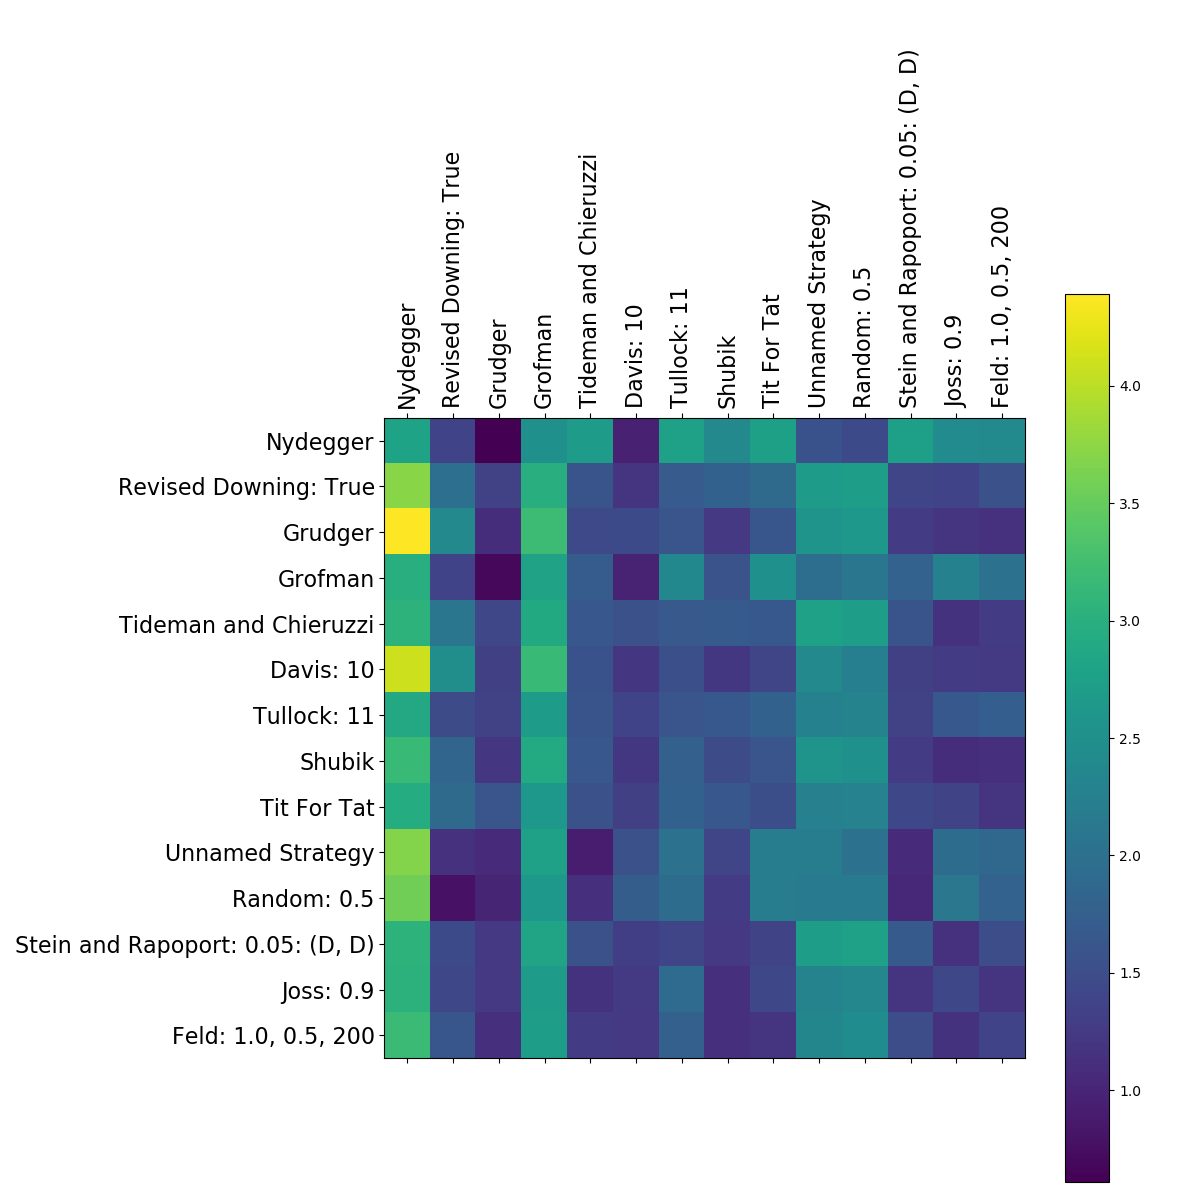 Nydegger
Revised Downing: True
Grudger
Grofman
Tideman and Chieruzzi
Davis: 10
Tullock: 11
Shubik
Tit For Tat
Unnamed Strategy
Random: 0.5
Stein and Rapoport: 0.05: (D, D)
Joss: 0.9
Feld: 1.0, 0.5, 200
Nydegger
Revised Downing: True
Grudger
Grofman
Tideman and Chieruzzi
Davis: 10
Tullock: 11
Shubik
Tit For Tat
Unnamed Strategy
Random: 0.5
Stein and Rapoport: 0.05: (D, D)
Joss: 0.9
Feld: 1.0, 0.5, 200
4.0
3.5
3.0
2.5
2.0
1.5
1.0